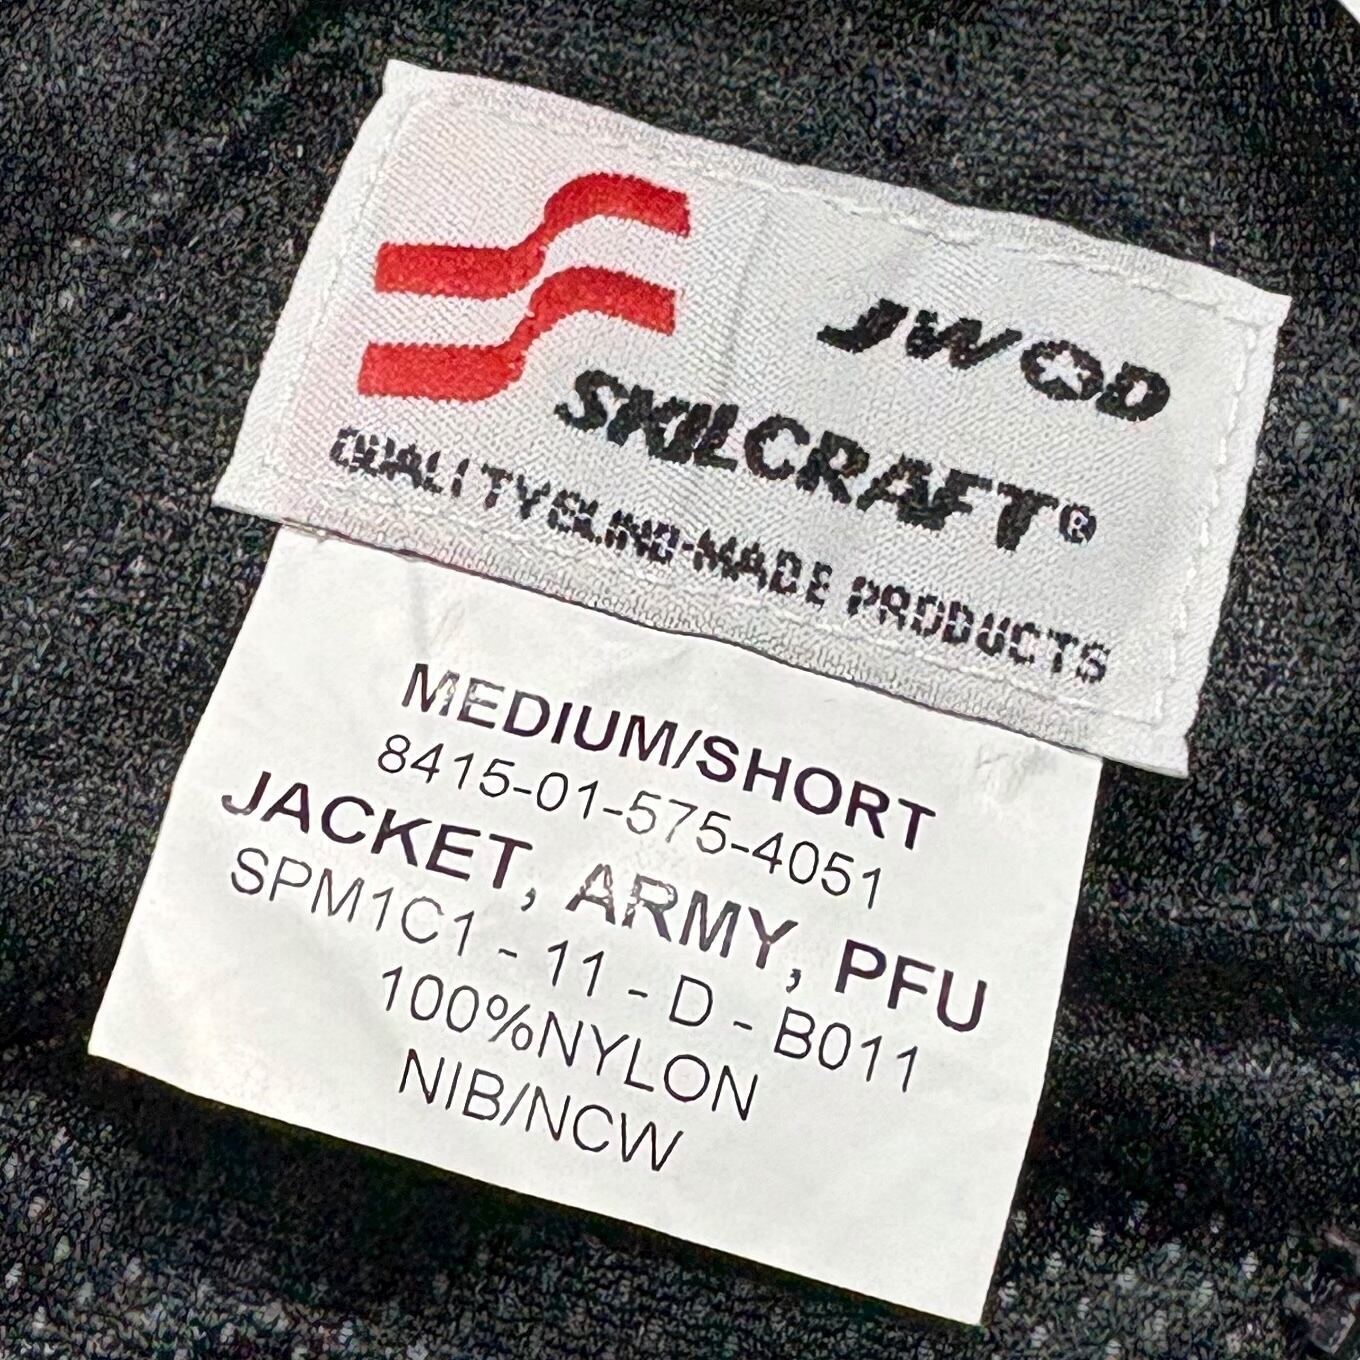 JWOD
SKILCRAFT®
QUALITY BLIND-MADE PRODUCTS
MEDIUM/SHORT
8415-01-575-4051
JACKET, ARMY, PFU
SPM1C1 - 11 - D - B011
100%NYLON
NIB/NCW